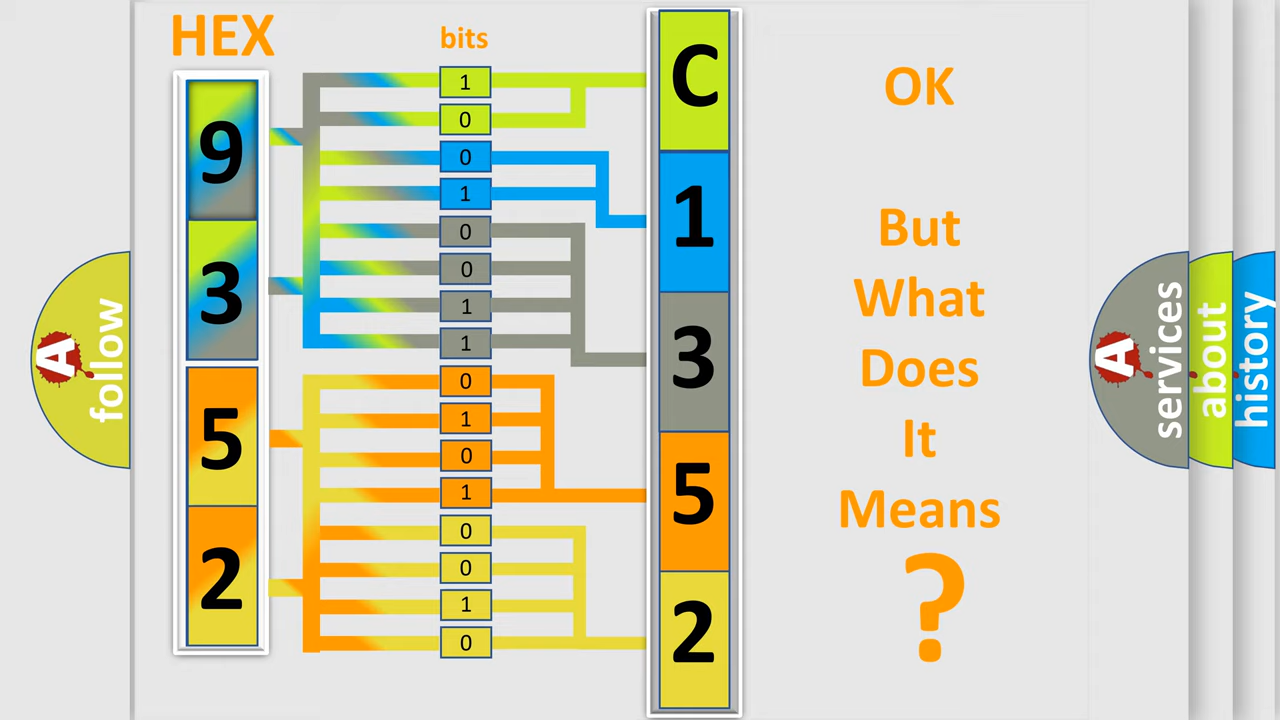 HEX
bits
9
3
5
2
1
0
0
1
0
0
1
1
0
1
0
1
0
0
1
0
C
1
3
5
2
OK
But
What
Does
It
Means
?
A
follow
A
services
about
history